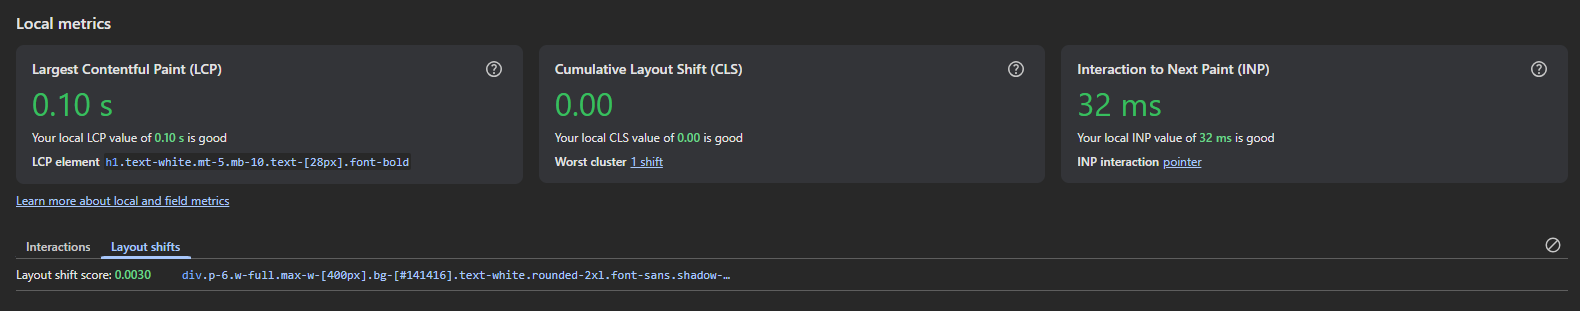 Local metrics
Largest Contentful Paint (LCP)
0.10 s
Your local LCP value of 0.10 s is good
LCP element h1.text-white.mt-5.mb-10.text-[28px].font-bold
Cumulative Layout Shift (CLS)
0.00
Your local CLS value of 0.00 is good
Worst cluster 1 shift
Interaction to Next Paint (INP)
32 ms
Your local INP value of 32 ms is good
INP interaction pointer
Learn more about local and field metrics
Interactions Layout shifts
Layout shift score: 0.0030 div.p-6.w-full.max-w-[400px].bg-[#141416].text-white.rounded-2xl.font-sans.shadow-…